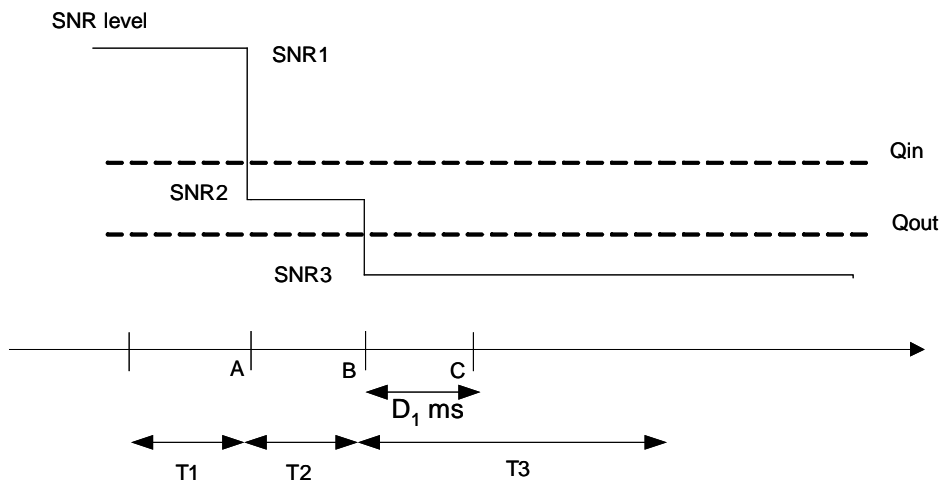 SNR level
SNR1
Qin
SNR2
Qout
SNR3
A B C
D₁ ms
T1 T2 T3